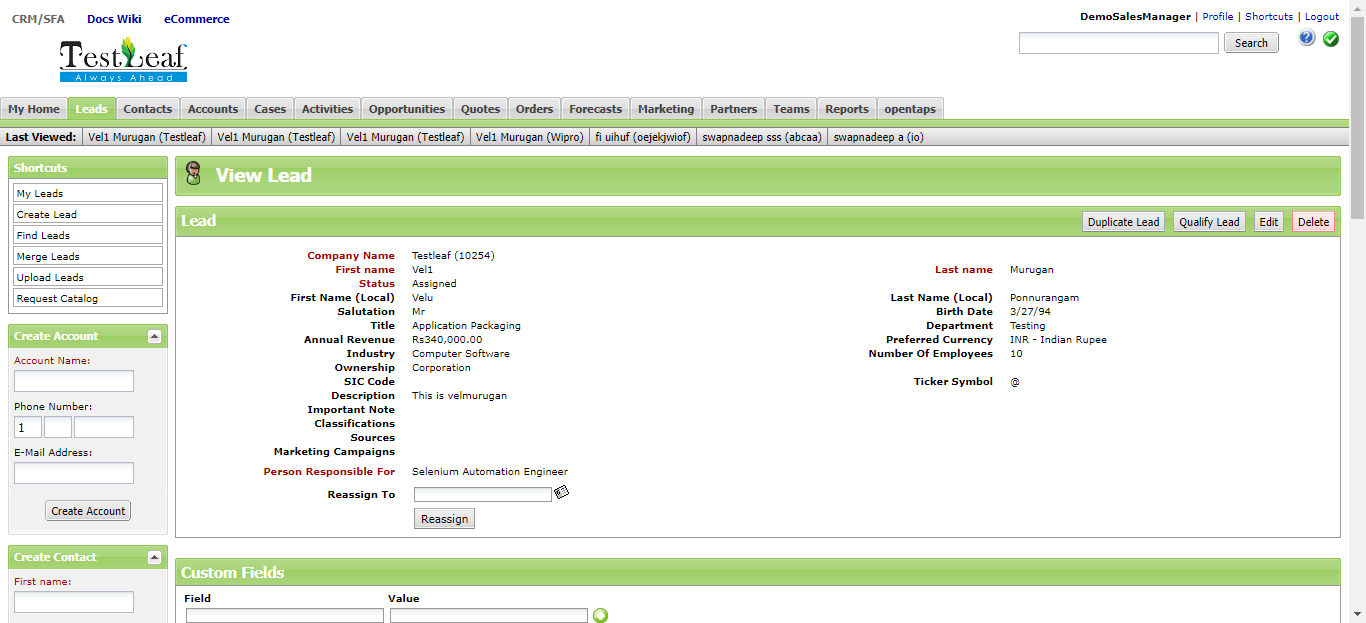 CRM/SFA Docs Wiki eCommerce
DemoSalesManager | Profile | Shortcuts | Logout
TestLeaf
Always Ahead
Search
?
My Home Leads Contacts Accounts Cases Activities Opportunities Quotes Orders Forecasts Marketing Partners Teams Reports opentaps
Last Viewed: Vel1 Murugan (Testleaf) Vel1 Murugan (Testleaf) Vel1 Murugan (Testleaf) Vel1 Murugan (Wipro) fi uihuf (oejekjwiof) swapnadeep sss (abcaa) swapnadeep a (io)
Shortcuts
My Leads
Create Lead
Find Leads
Merge Leads
Upload Leads
Request Catalog
Create Account
Account Name:
Phone Number:
1
E-Mail Address:
Create Account
Create Contact
First name:
View Lead
Lead Duplicate Lead Qualify Lead Edit Delete
Company Name Testleaf (10254)
First name Vel1 Last name Murugan
Status Assigned
First Name (Local) Velu Last Name (Local) Ponnurangam
Salutation Mr Birth Date 3/27/94
Title Application Packaging Department Testing
Annual Revenue Rs340,000.00 Preferred Currency INR - Indian Rupee
Industry Computer Software Number Of Employees 10
Ownership Corporation
SIC Code Ticker Symbol @
Description This is velmurugan
Important Note
Classifications
Sources
Marketing Campaigns
Person Responsible For Selenium Automation Engineer
Reassign To
Reassign
Custom Fields
Field Value